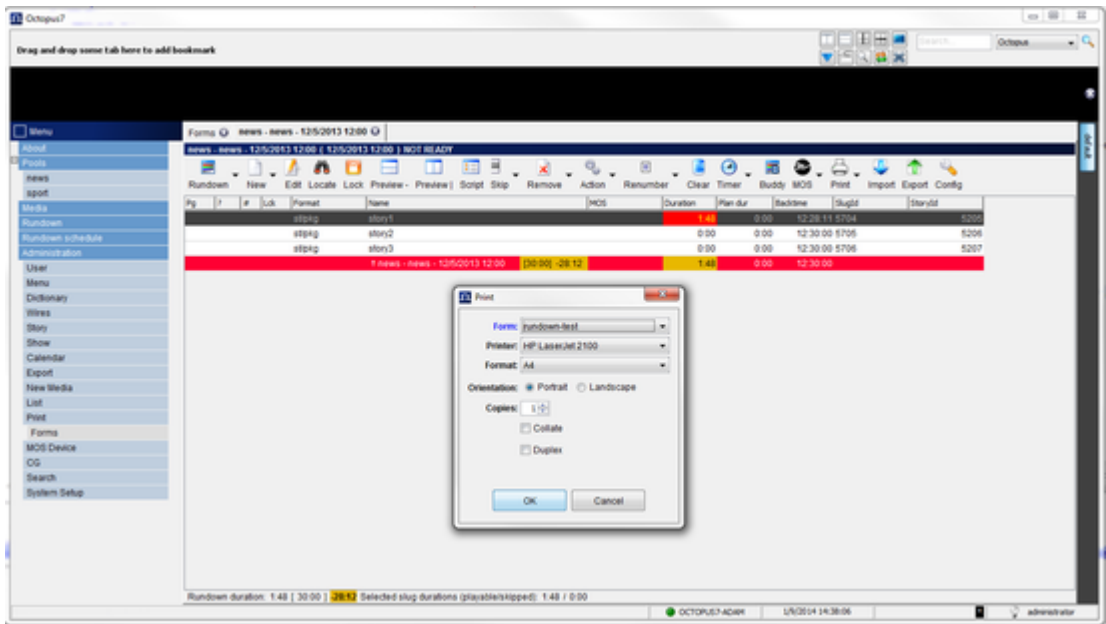 Octopus7
Drag and drop some tab here to add bookmark
Search...
Octopus
Menu
Forms
news - news - 12/5/2013 12:00
default
About
news - news - 12/5/2013 12:00 ( 12/5/2013 12:00 ) NOT READY
Pools
news
sport
Rundown New Edit Locate Lock Preview - Preview | Script Skip Remove Action Renumber Clear Timer Buddy MOS Print Import Export Config
Pg ! # Lck Format Name MOS Duration Plan dur Backtime SlugId StoryId
Media
Rundown
Rundown schedule
Administration
stipkg story1 1:48 0:00 12:28:11 5704 5205
stipkg story2 0:00 0:00 12:30:00 5705 5206
stipkg story3 0:00 0:00 12:30:00 5706 5207
news - news - 12/5/2013 12:00 [30:00] -28:12 1:48 0:00 12:30:00
User
Menu
Dictionary
Wires
Story
Show
Calendar
Export
New Media
List
Print
Forms
MOS Device
CG
Search
System Setup
Print
Form: rundown-test
Printer: HP LaserJet 2100
Format: A4
Orientation: Portrait Landscape
Copies: 1
Collate
Duplex
OK Cancel
Rundown duration: 1:48 [ 30:00 ] -28:12 Selected slug durations (playable/skipped): 1:48 / 0:00
OCTOPUS7-ADAM 1/9/2014 14:38:06 administrator